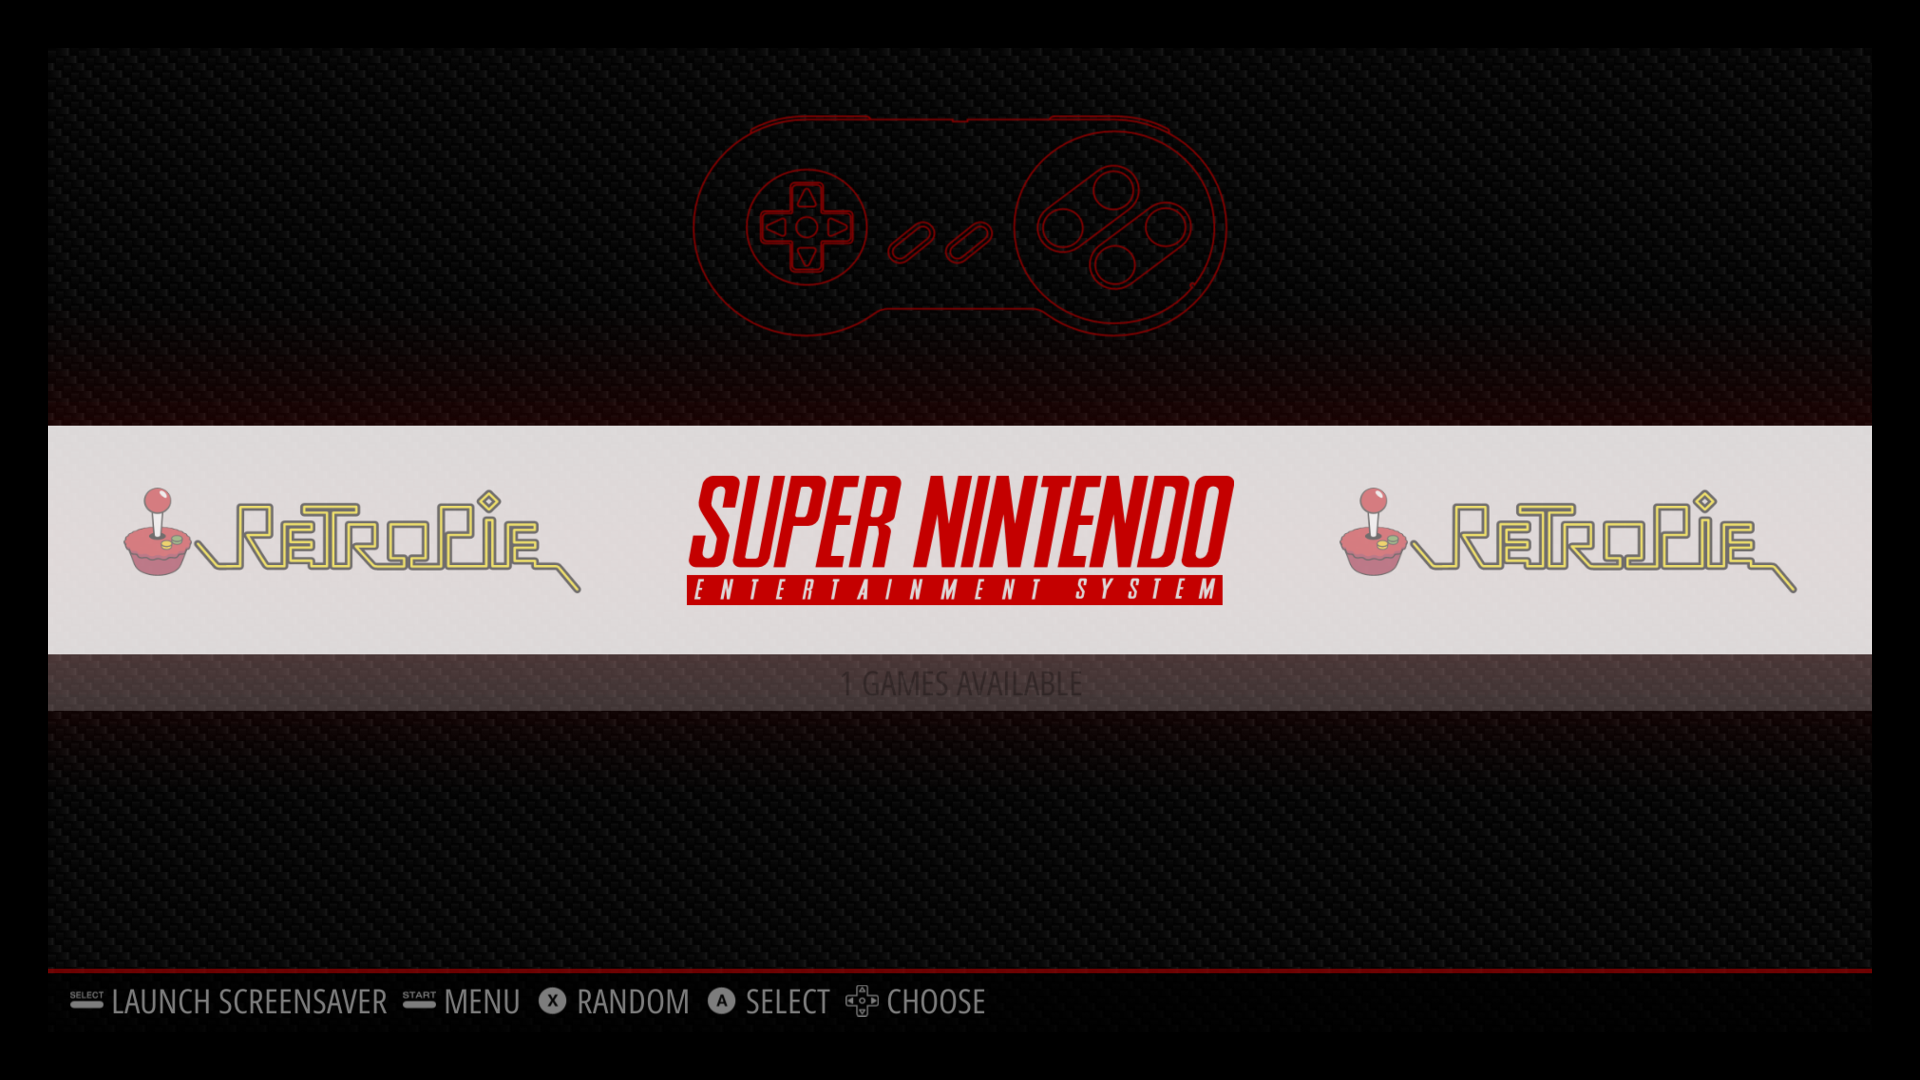 RETROPIE
SUPER NINTENDO
ENTERTAINMENT SYSTEM
RETROPIE
1 GAMES AVAILABLE
SELECT LAUNCH SCREENSAVER START MENU X RANDOM A SELECT CHOOSE